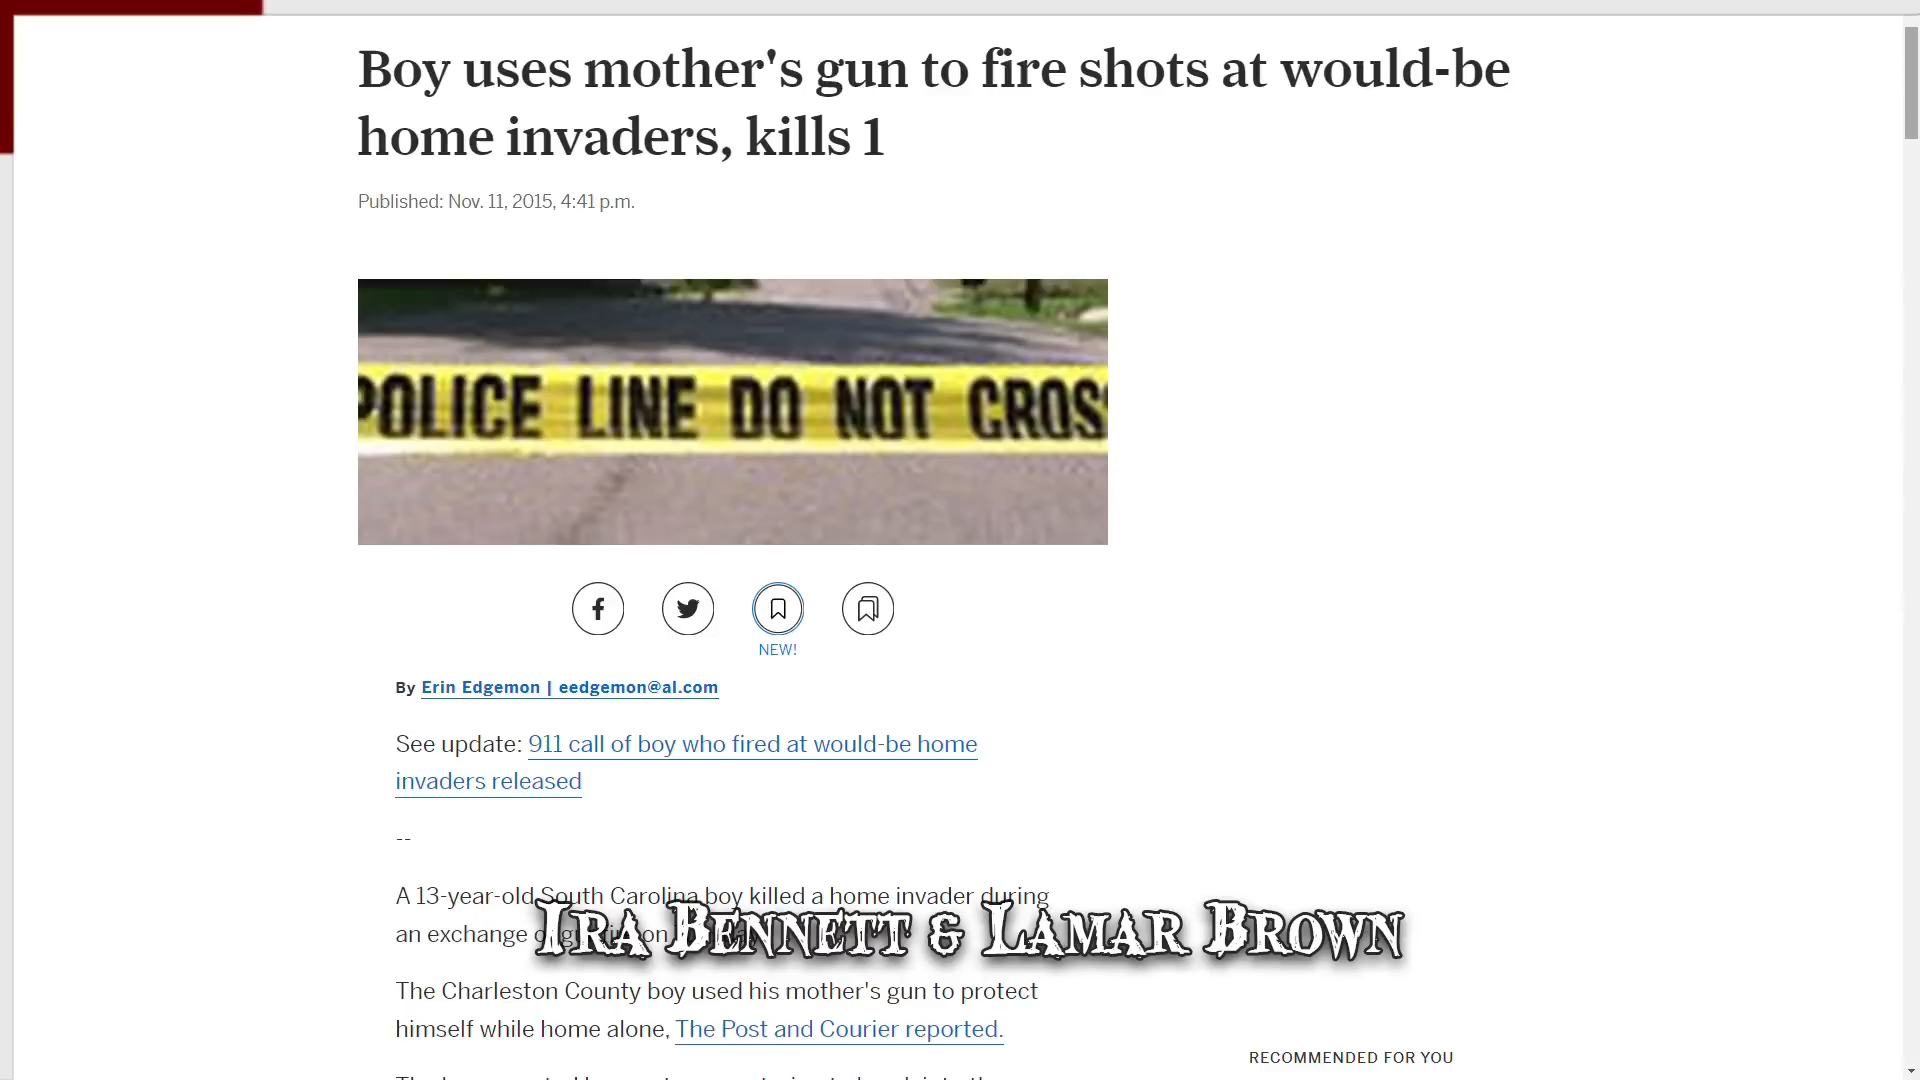 Boy uses mother's gun to fire shots at would-be
home invaders, kills 1
Published: Nov. 11, 2015, 4:41 p.m.
POLICE LINE DO NOT CROS
NEW!
By Erin Edgemon | eedgemon@al.com
See update: 911 call of boy who fired at would-be home
invaders released
--
A 13-year-old South Carolina boy killed a home invader during
an exchange
on
IRA BENNETT & LAMAR BROWN
The Charleston County boy used his mother's gun to protect
himself while home alone, The Post and Courier reported.
RECOMMENDED FOR YOU